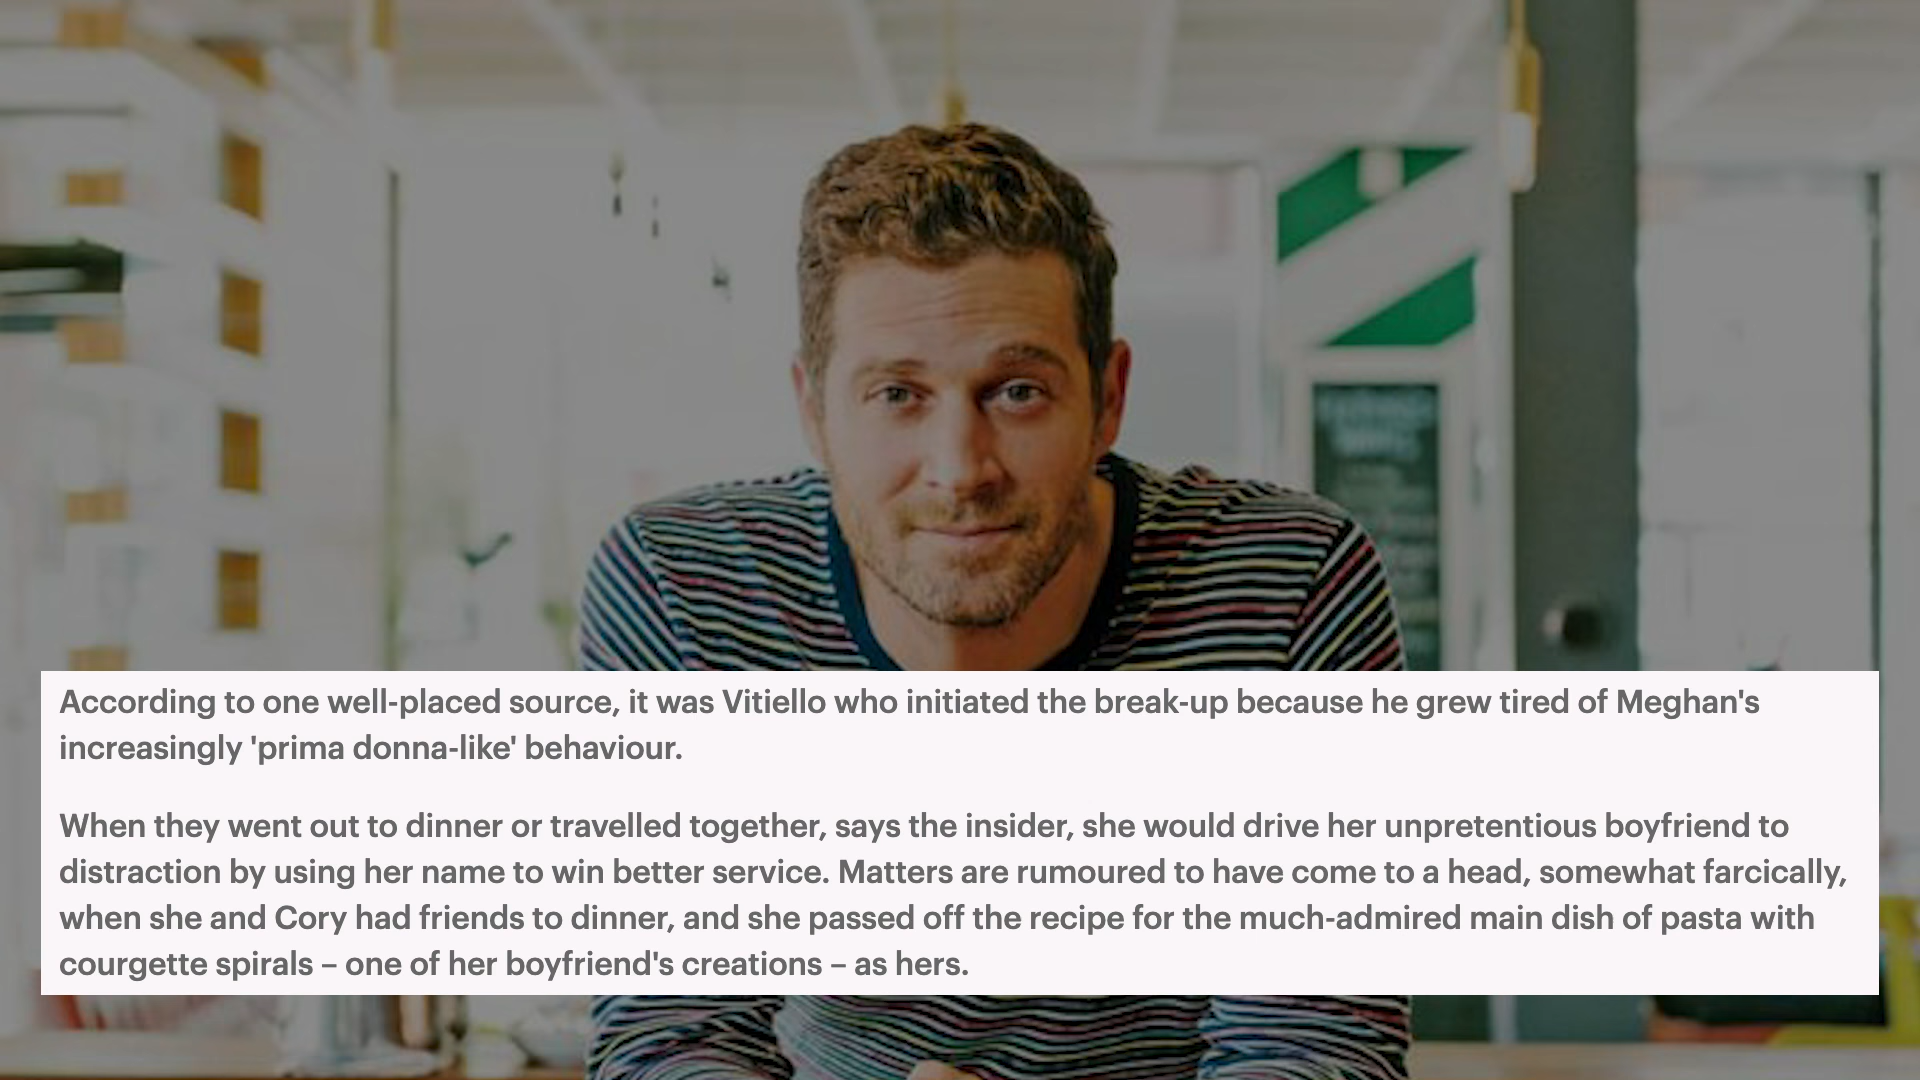 According to one well-placed source, it was Vitiello who initiated the break-up because he grew tired of Meghan's
increasingly 'prima donna-like' behaviour.
When they went out to dinner or travelled together, says the insider, she would drive her unpretentious boyfriend to
distraction by using her name to win better service. Matters are rumoured to have come to a head, somewhat farcically,
when she and Cory had friends to dinner, and she passed off the recipe for the much-admired main dish of pasta with
courgette spirals – one of her boyfriend's creations – as hers.